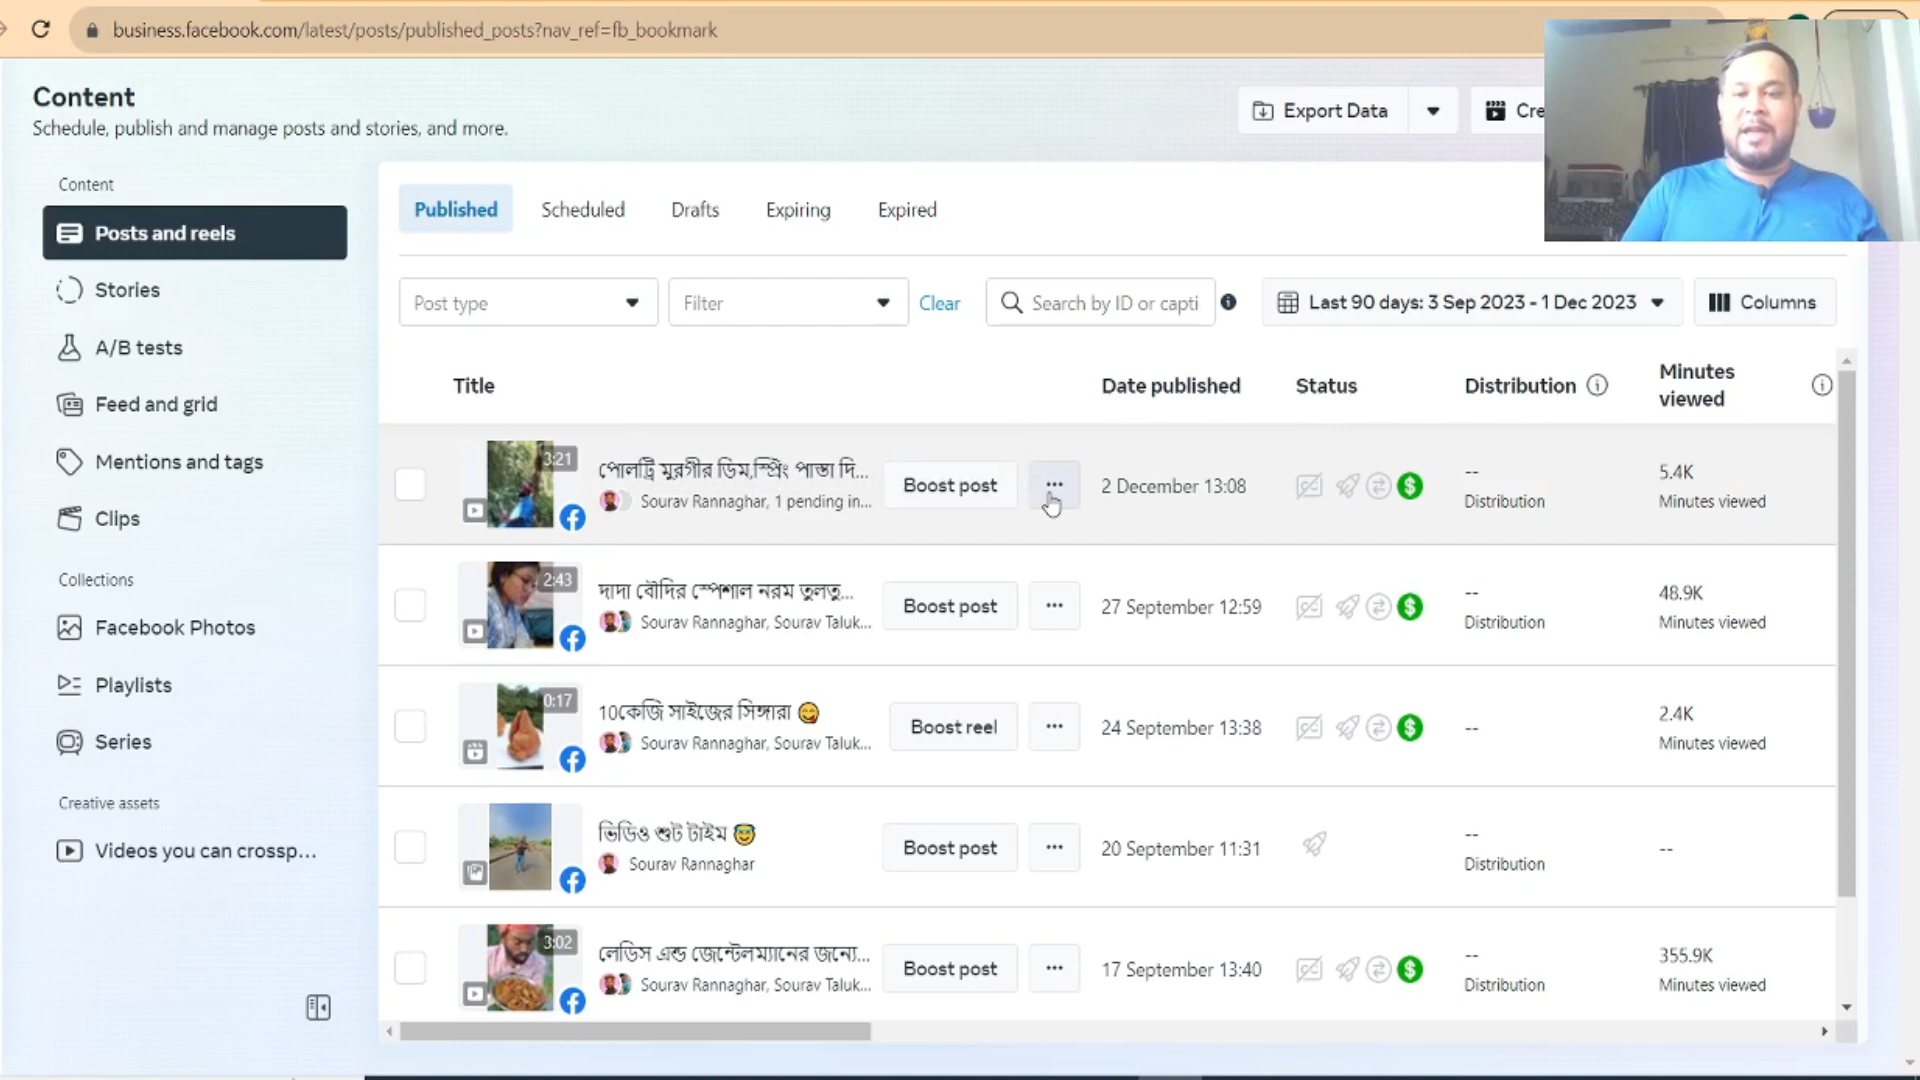 business.facebook.com/latest/posts/published_posts?nav_ref=fb_bookmark
Content
Schedule, publish and manage posts and stories, and more.
Export Data
Cre
Content
Posts and reels
Stories
A/B tests
Feed and grid
Mentions and tags
Clips
Collections
Facebook Photos
Playlists
Series
Creative assets
Videos you can crossp...
Published Scheduled Drafts Expiring Expired
Post type
Filter
Clear
Search by ID or capti
Last 90 days: 3 Sep 2023 - 1 Dec 2023
Columns
Title Date published Status Distribution Minutes viewed
3:21
পোলট্রি মুরগীর ডিম,স্প্রিং পাস্তা দি...
Sourav Rannaghar, 1 pending in...
Boost post
2 December 13:08
--
Distribution
5.4K
Minutes viewed
2:43
দাদা বৌদির স্পেশাল নরম তুলতু...
Sourav Rannaghar, Sourav Taluk...
Boost post
27 September 12:59
--
Distribution
48.9K
Minutes viewed
0:17
10কেজি সাইজের সিঙ্গারা 😋
Sourav Rannaghar, Sourav Taluk...
Boost reel
24 September 13:38
--
2.4K
Minutes viewed
ভিডিও শুট টাইম 😇
Sourav Rannaghar
Boost post
20 September 11:31
--
Distribution
--
3:02
লেডিস এন্ড জেন্টেলম্যানের জন্যে...
Sourav Rannaghar, Sourav Taluk...
Boost post
17 September 13:40
--
Distribution
355.9K
Minutes viewed